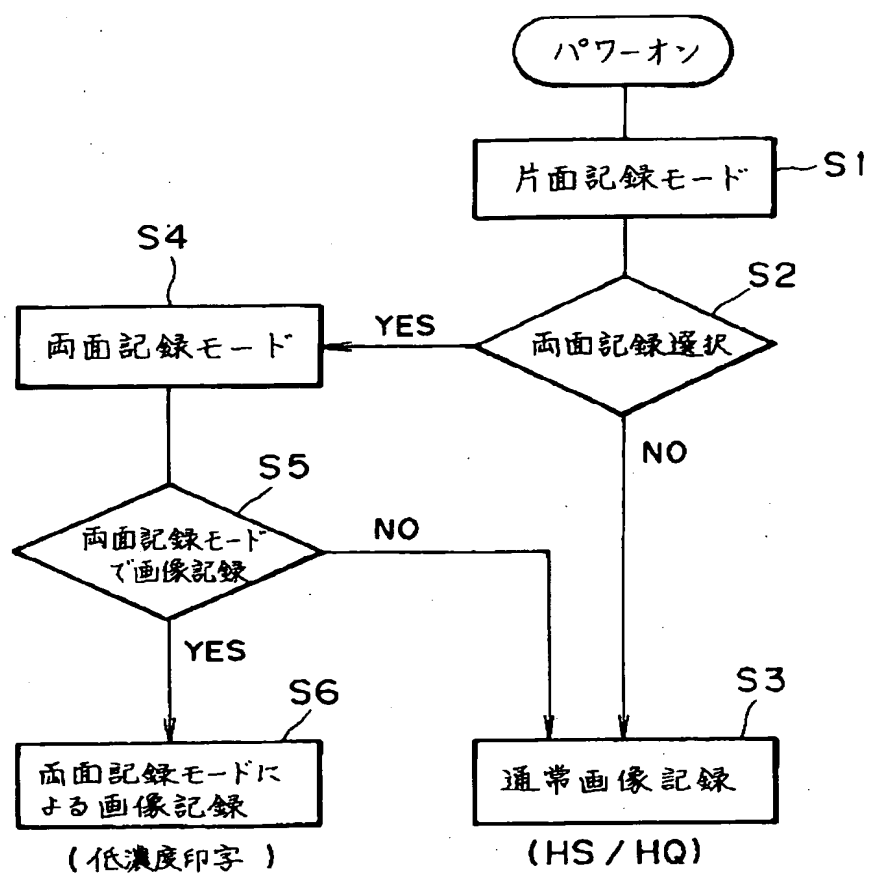 パワーオン
片面記録モード
S1
S2
両面記録選択
YES
NO
S4
両面記録モード
S5
両面記録モード
で画像記録
NO
YES
S6
両面記録モードに
よる画像記録
(低濃度印字)
S3
通常画像記録
(HS/HQ)